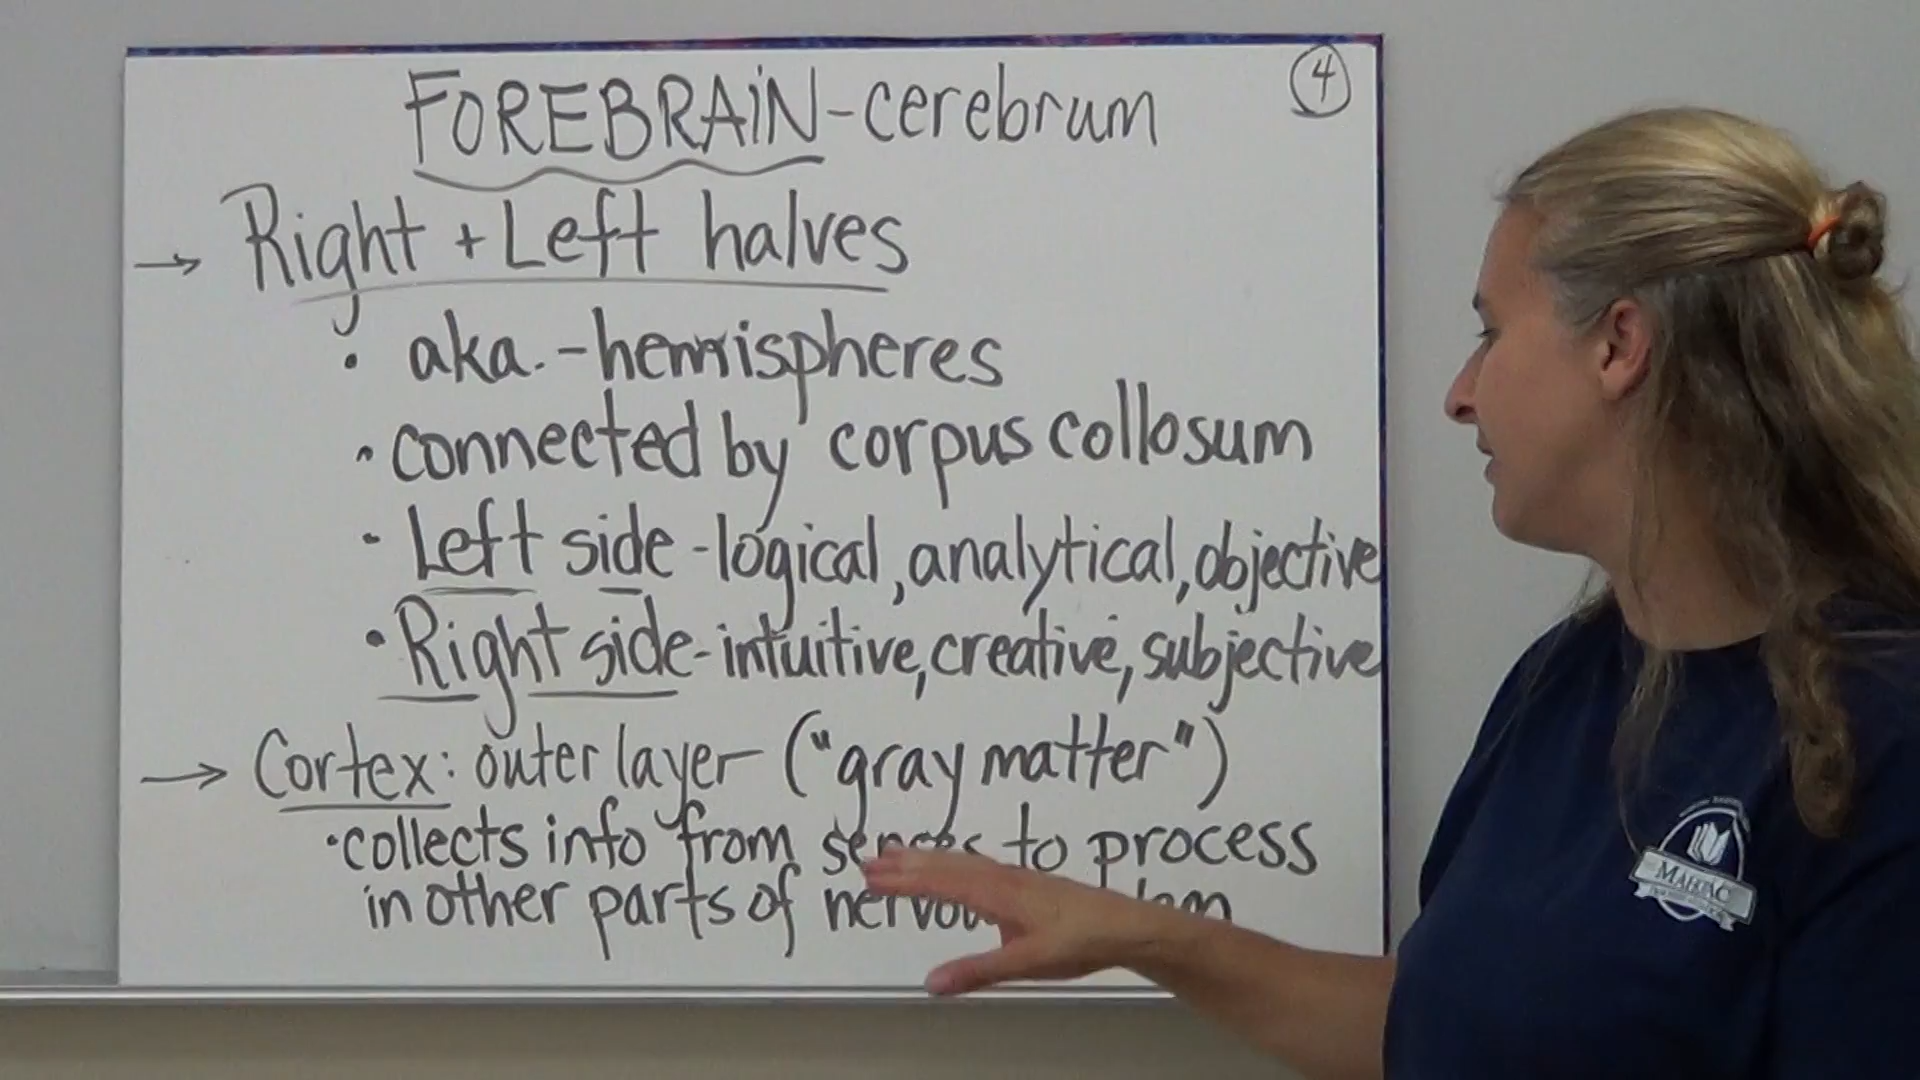 FOREBRAIN-cerebrum
4
→ Right + Left halves
• aka. - hemispheres
• connected by corpus collosum
• Left side - logical, analytical, objective
• Right side - intuitive, creative, subjective
→ Cortex: outer layer ("gray matter")
• collects info from senses to process
in other parts of